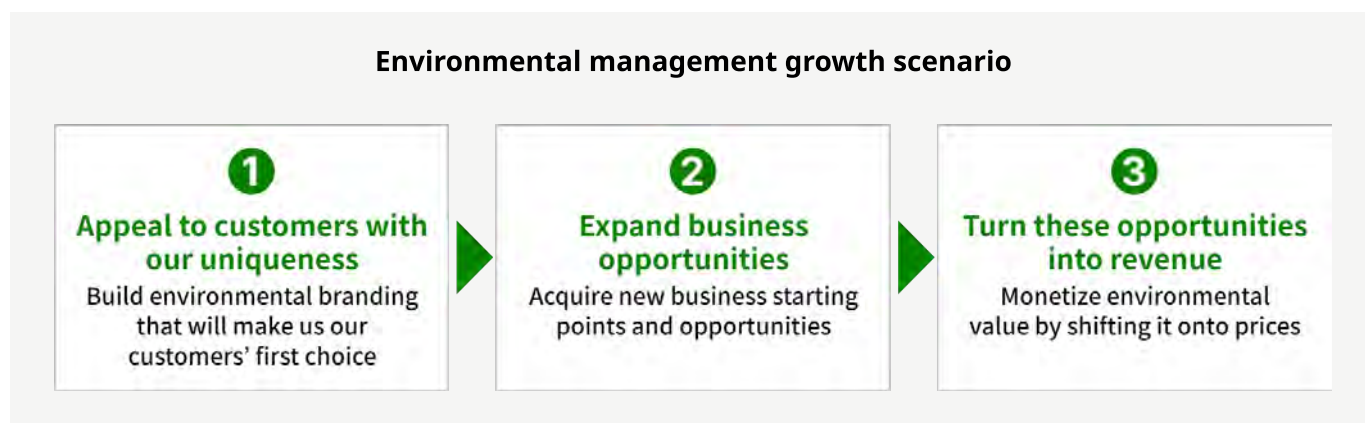 Environmental management growth scenario
1
Appeal to customers with
our uniqueness
Build environmental branding
that will make us our
customers’ first choice
2
Expand business
opportunities
Acquire new business starting
points and opportunities
3
Turn these opportunities
into revenue
Monetize environmental
value by shifting it onto prices